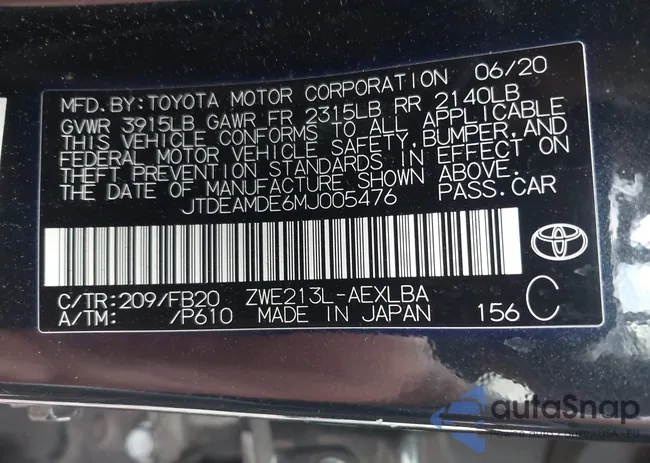 MFD.BY:TOYOTA MOTOR CORPORATION 06/20
GVWR 3915LB GAWR FR 2315LB RR 2140LB
THIS VEHICLE CONFORMS TO ALL APPLICABLE
FEDERAL MOTOR VEHICLE SAFETY,BUMPER,AND
THEFT PREVENTION STANDARDS IN EFFECT ON
THE DATE OF MANUFACTURE SHOWN ABOVE.
JTDEAMDE6MJ005476 PASS.CAR
C/TR:209/FB20 ZWE213L-AEXLBA
A/TM: /P610 MADE IN JAPAN 156 C
autoSnap